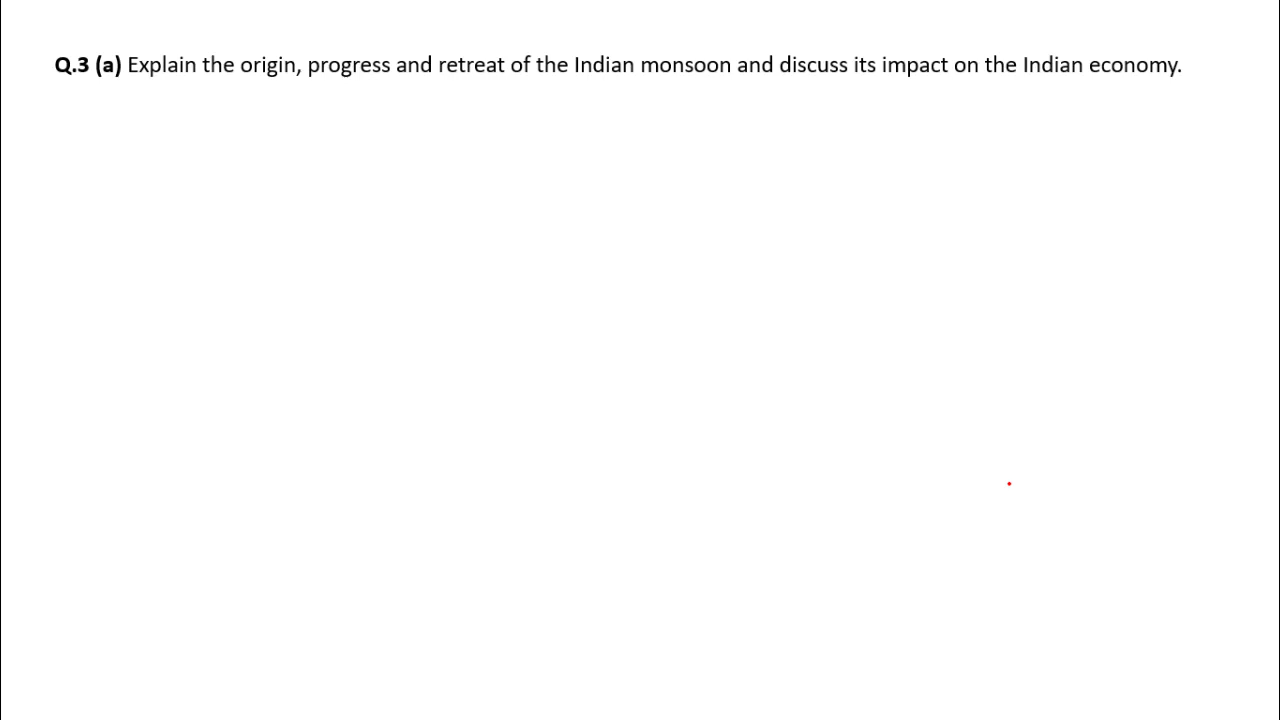 Q.3 (a) Explain the origin, progress and retreat of the Indian monsoon and discuss its impact on the Indian economy.